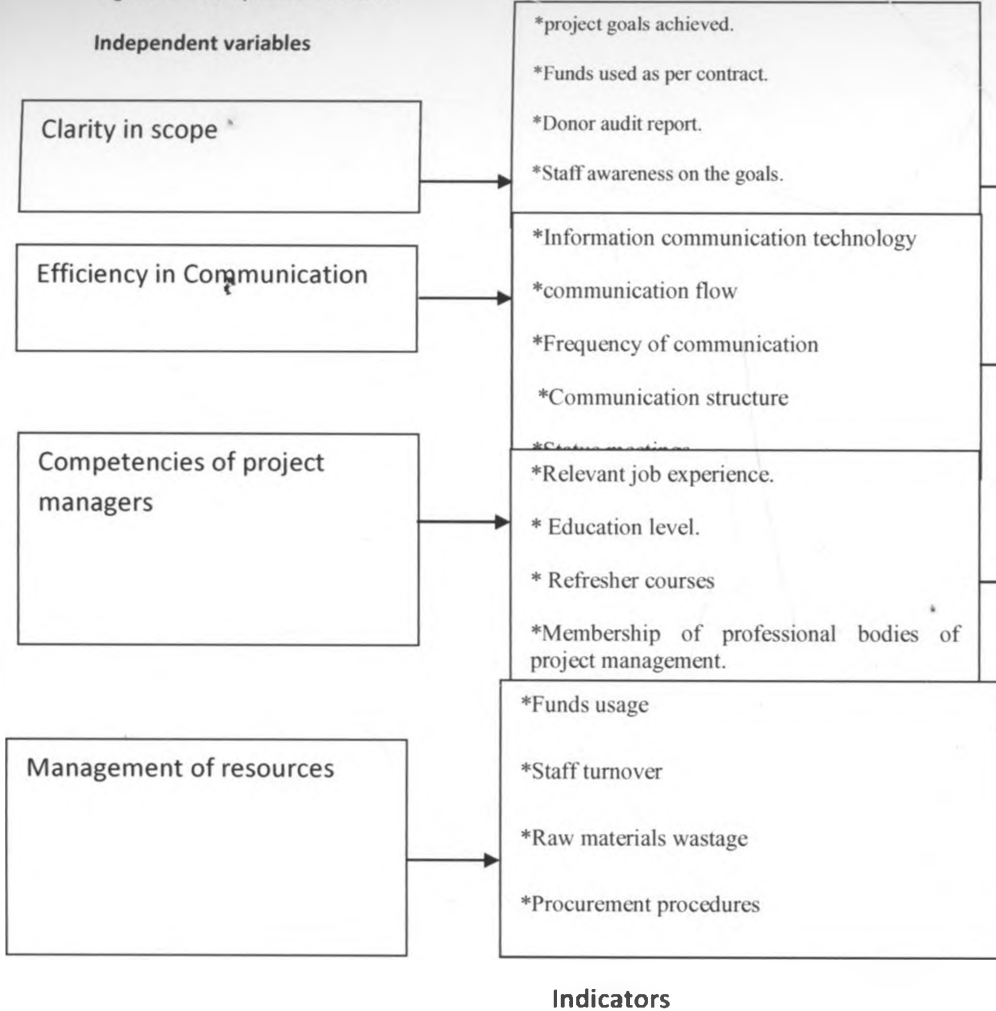 Independent variables
*project goals achieved.
*Funds used as per contract.
Clarity in scope
*Donor audit report.
*Staff awareness on the goals.
*Information communication technology
Efficiency in Communication
*communication flow
*Frequency of communication
*Communication structure
Competencies of project
managers
*Relevant job experience.
* Education level.
* Refresher courses
*Membership of professional bodies of
project management.
*Funds usage
Management of resources
*Staff turnover
*Raw materials wastage
*Procurement procedures
Indicators